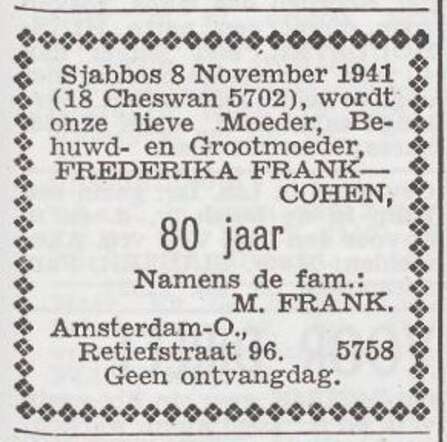 Sjabbos 8 November 1941
(18 Cheswan 5702), wordt
onze lieve Moeder, Be-
huwd- en Grootmoeder,
FREDERIKA FRANK—
COHEN,
80 jaar
Namens de fam.:
M. FRANK.
Amsterdam-O.,
Retiefstraat 96. 5758
Geen ontvangdag.